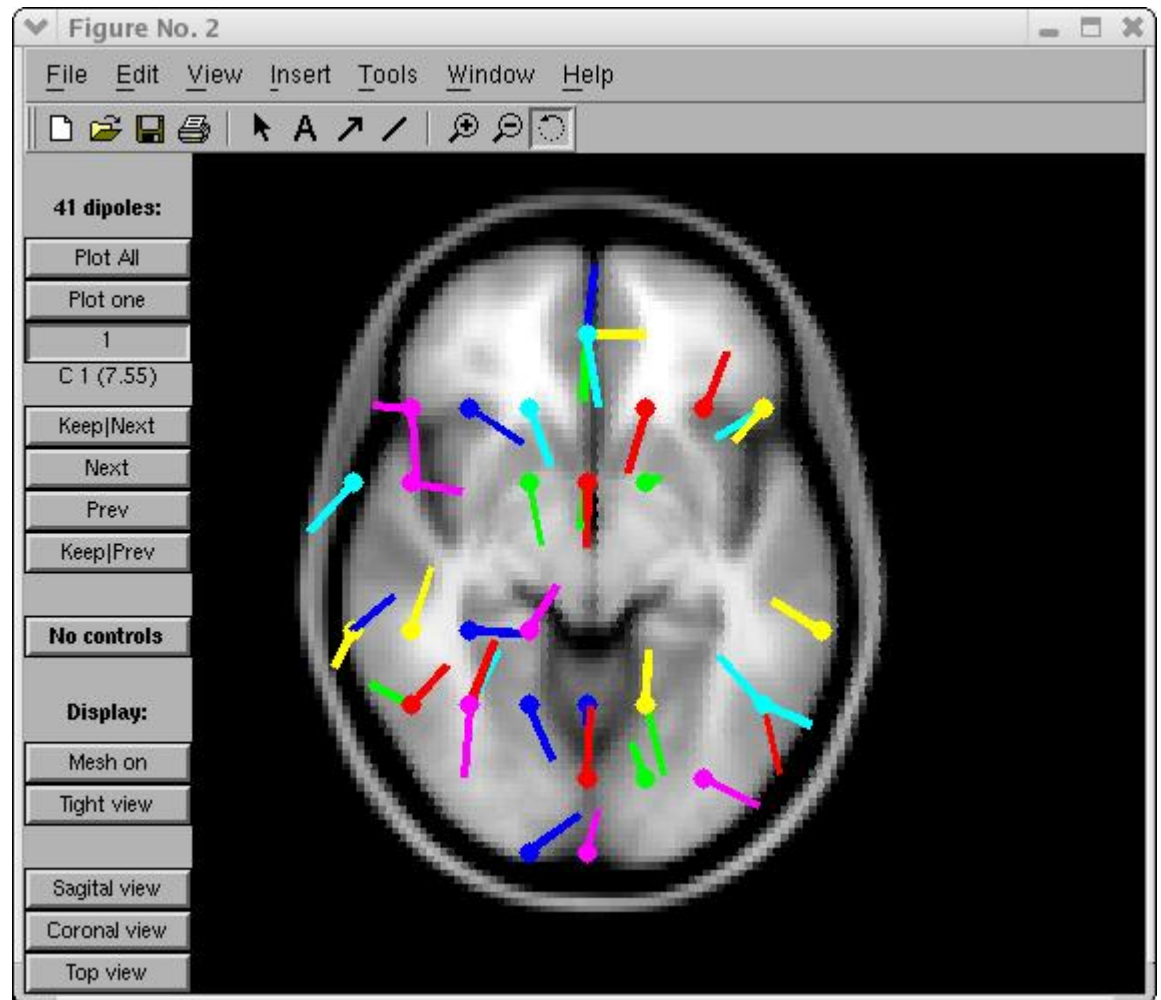 Figure No. 2
File Edit View Insert Tools Window Help
A
41 dipoles:
Plot All
Plot one
1
C 1 (7.55)
Keep|Next
Next
Prev
Keep|Prev
No controls
Display:
Mesh on
Tight view
Sagital view
Coronal view
Top view